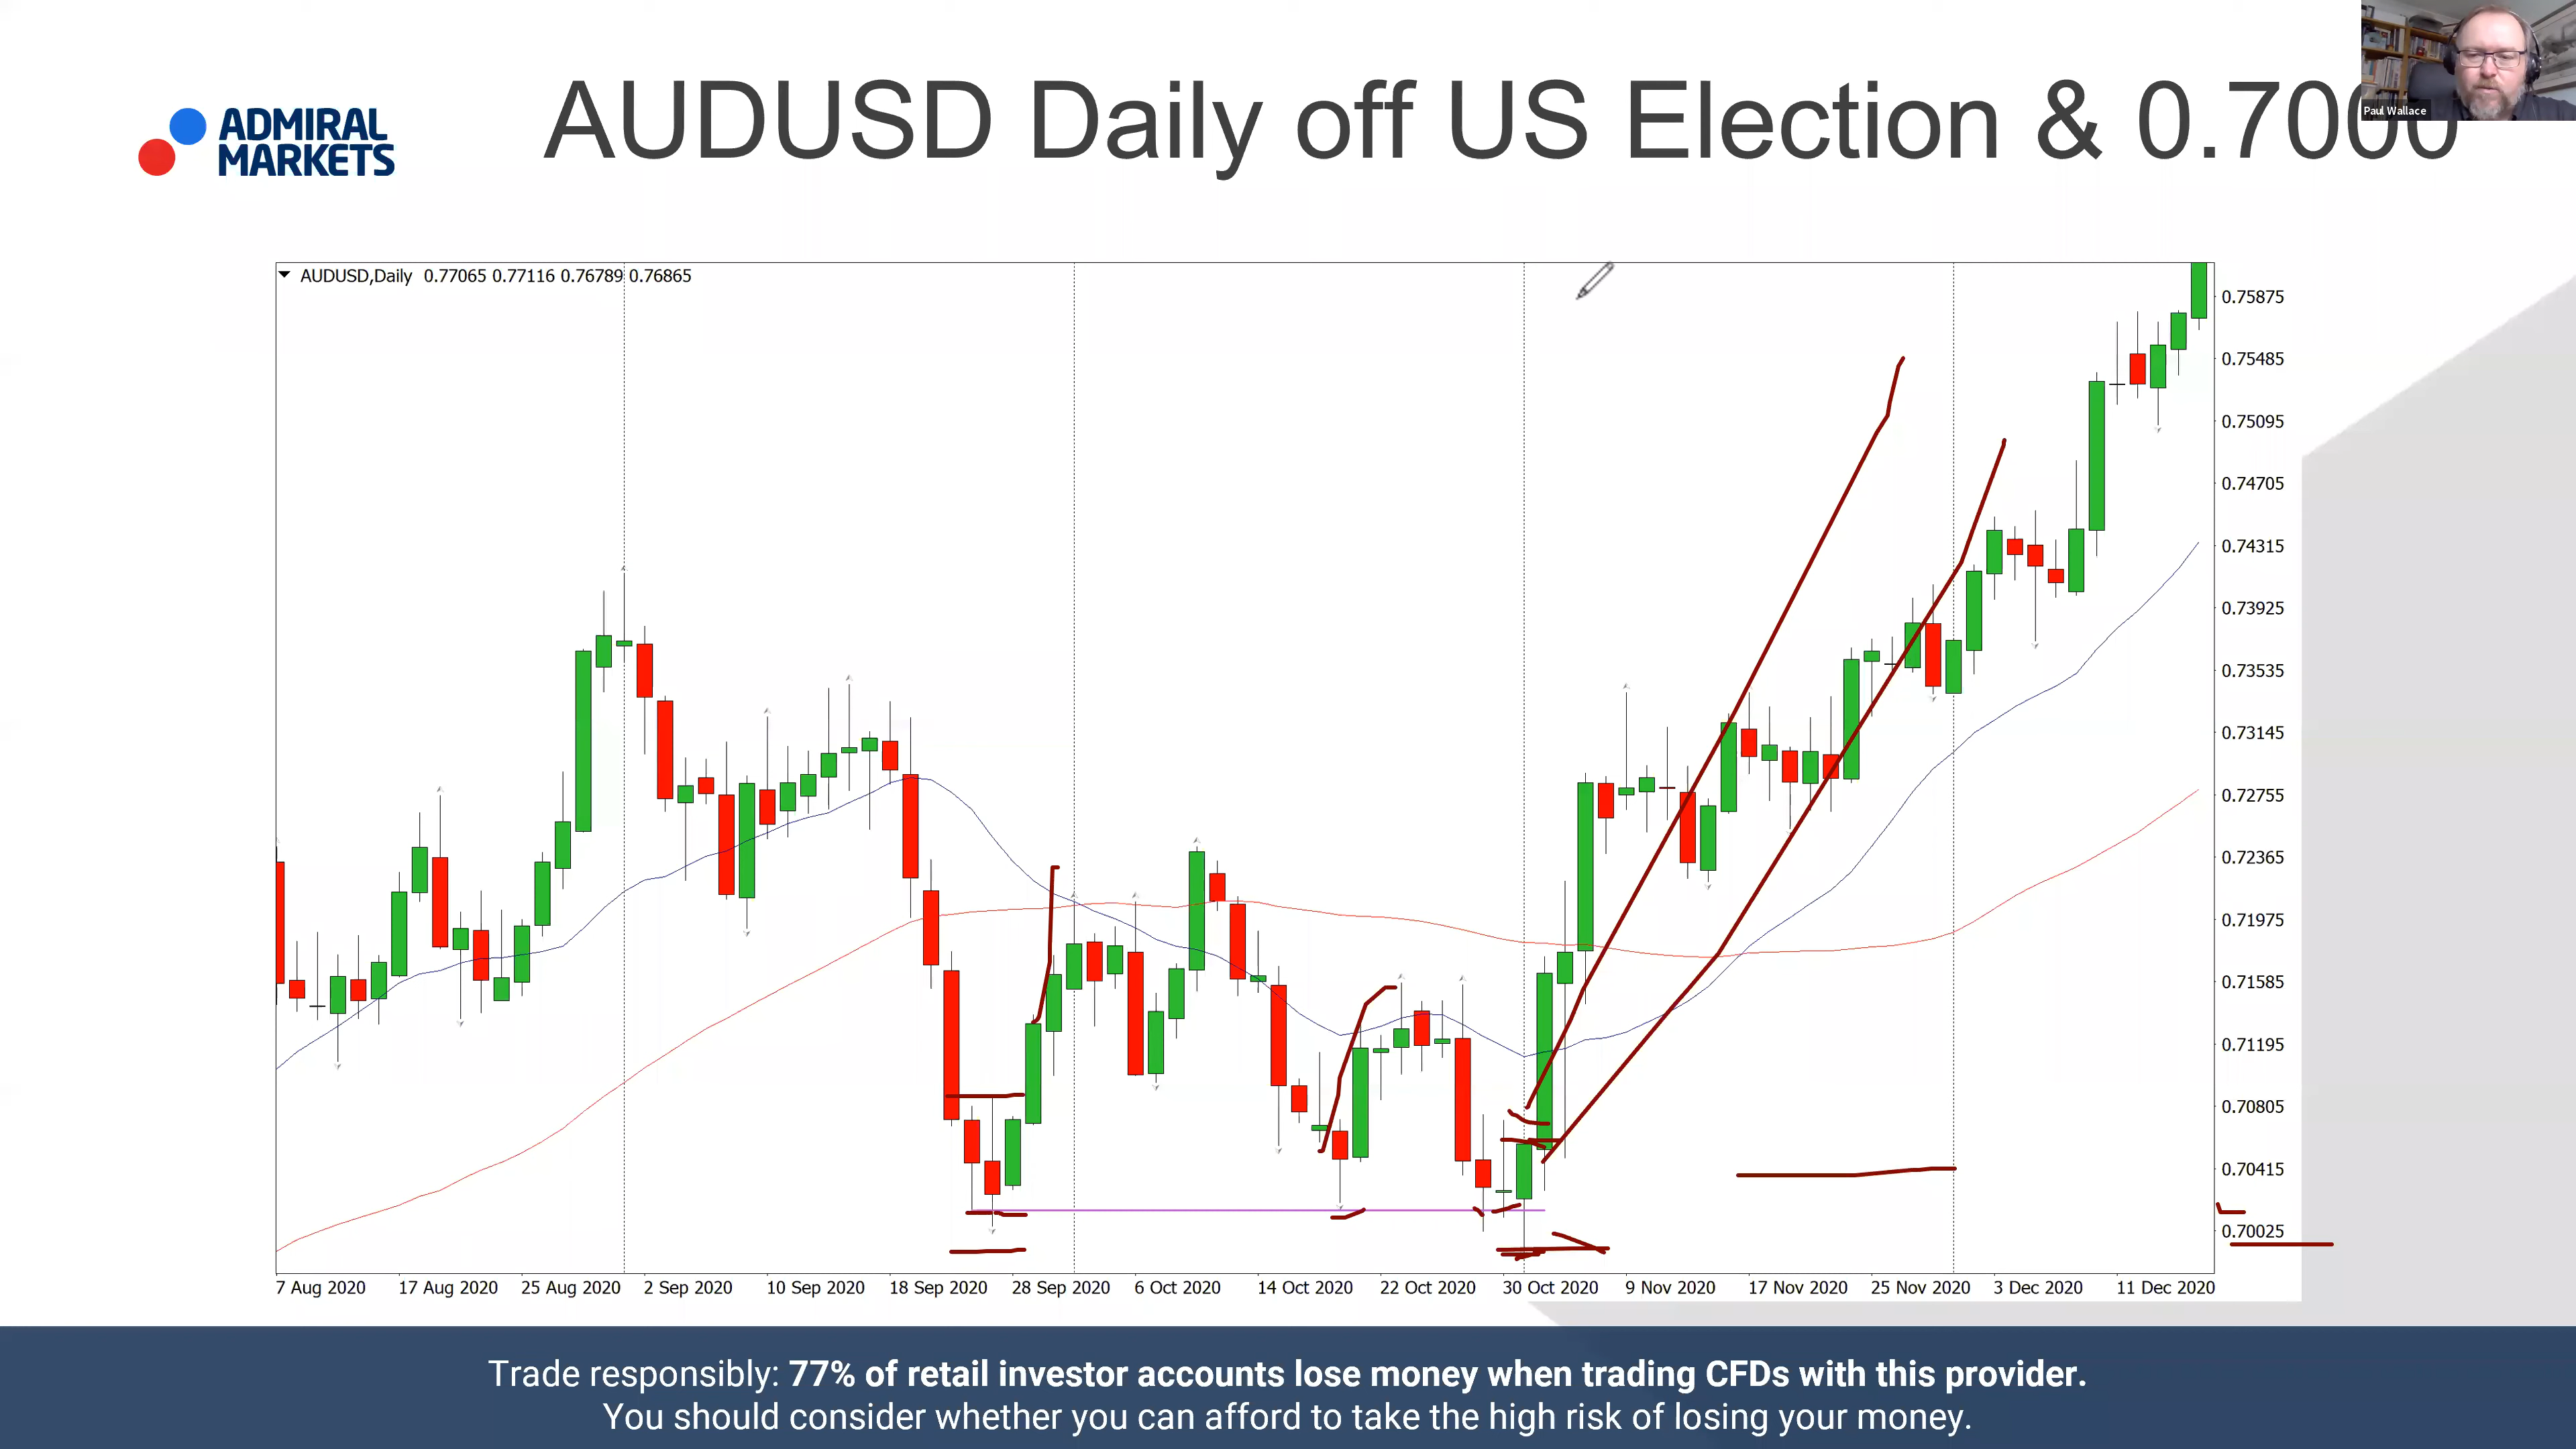 AUDUSD Daily off US Election & 0.7000
Paul Wallace
ADMIRAL
MARKETS
AUDUSD,Daily 0.77065 0.77116 0.76789 0.76865
0.75875
0.75485
0.75095
0.74705
0.74315
0.73925
0.73535
0.73145
0.72755
0.72365
0.71975
0.71585
0.71195
0.70805
0.70415
0.70025
7 Aug 2020 17 Aug 2020 25 Aug 2020 2 Sep 2020 10 Sep 2020 18 Sep 2020 28 Sep 2020 6 Oct 2020 14 Oct 2020 22 Oct 2020 30 Oct 2020 9 Nov 2020 17 Nov 2020 25 Nov 2020 3 Dec 2020 11 Dec 2020
Trade responsibly: 77% of retail investor accounts lose money when trading CFDs with this provider.
You should consider whether you can afford to take the high risk of losing your money.